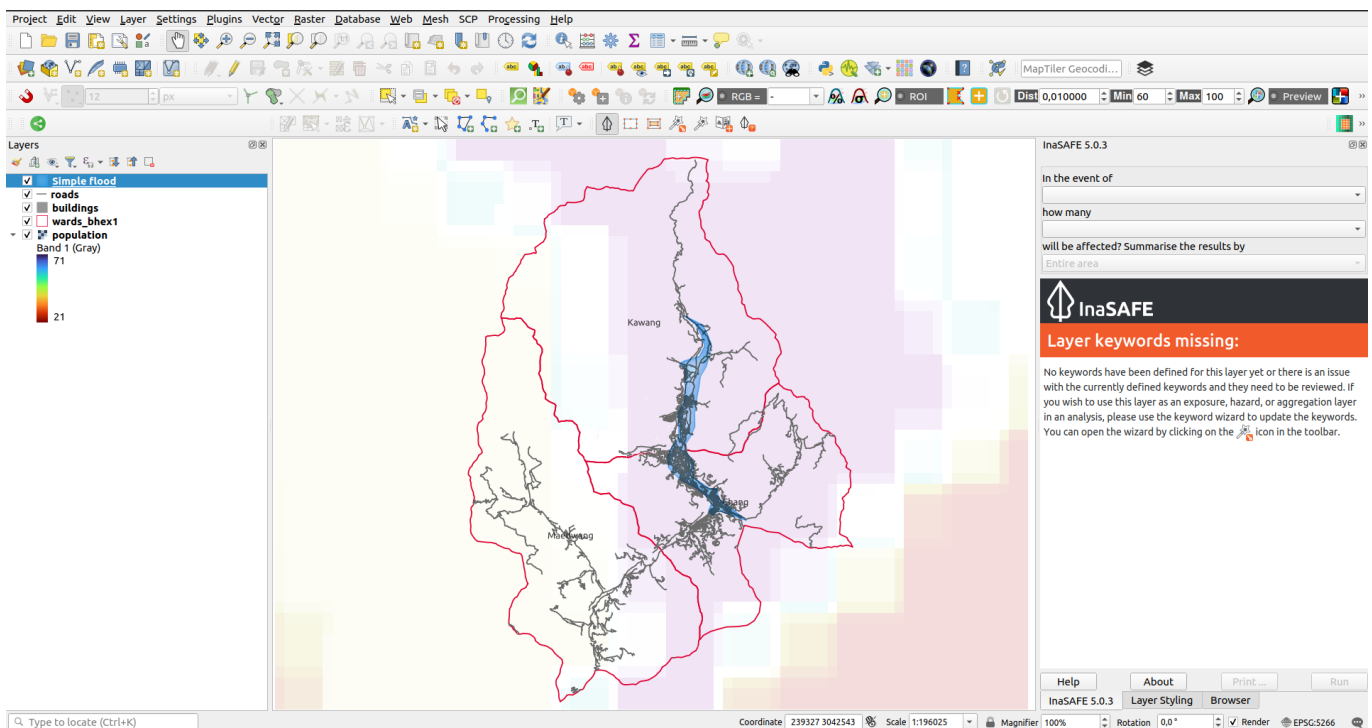 Project Edit View Layer Settings Plugins Vector Raster Database Web Mesh SCP Processing Help
MapTiler Geocodi...
12 px RGB = - ROI Dist 0,010000 Min 60 Max 100 Preview »
»
Layers
Simple flood
roads
buildings
wards_bhex1
population
Band 1 (Gray)
71
21
Kawang
Maedwang
InaSAFE 5.0.3
In the event of
how many
will be affected? Summarise the results by
Entire area
InaSAFE
Layer keywords missing:
No keywords have been defined for this layer yet or there is an issue
with the currently defined keywords and they need to be reviewed. If
you wish to use this layer as an exposure, hazard, or aggregation layer
in an analysis, please use the keyword wizard to update the keywords.
You can open the wizard by clicking on the icon in the toolbar.
Help About Print ... Run
InaSAFE 5.0.3 Layer Styling Browser
Type to locate (Ctrl+K) Coordinate 239327 3042543 Scale 1:196025 Magnifier 100% Rotation 0,0 ° Render EPSG:5266